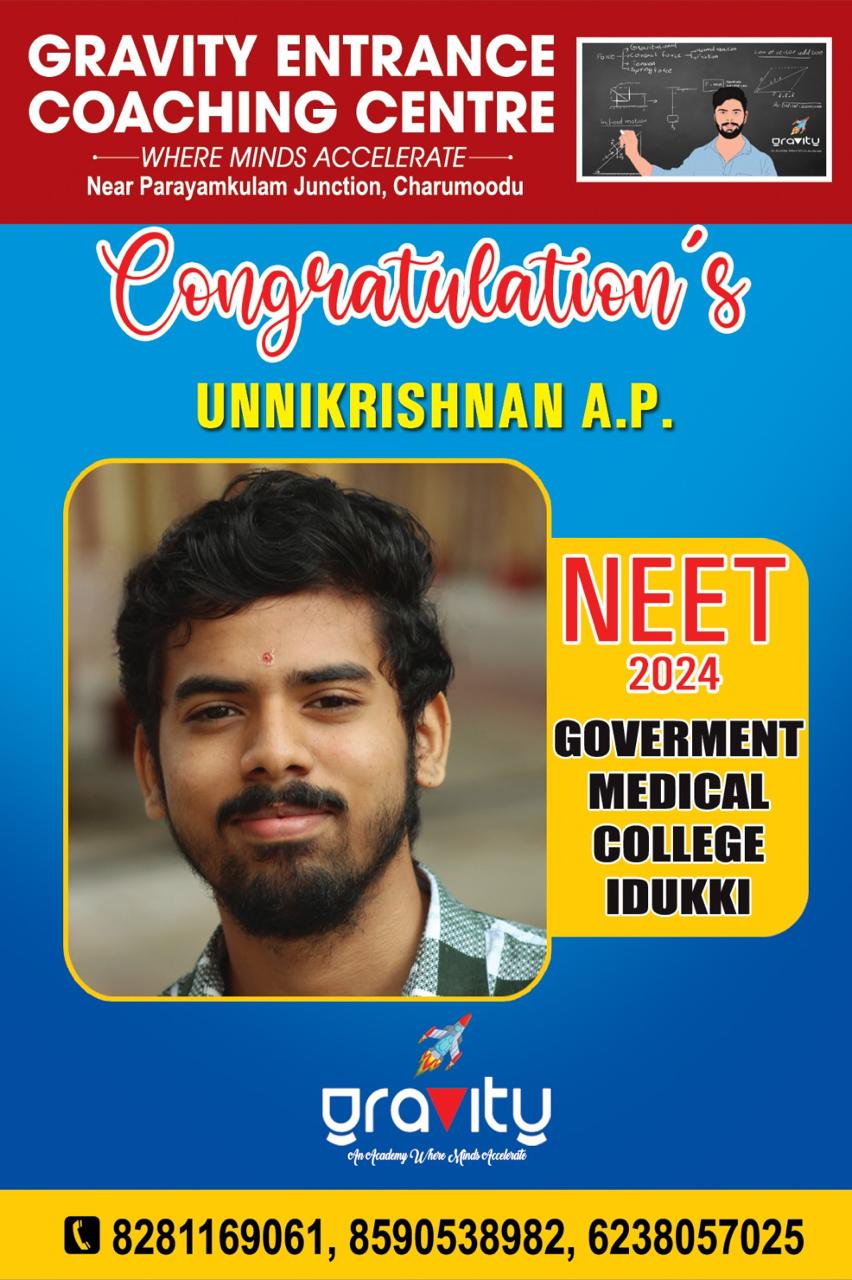 GRAVITY ENTRANCE
COACHING CENTRE
WHERE MINDS ACCELERATE
Near Parayamkulam Junction, Charumoodu
gravity
Congratulation´s
UNNIKRISHNAN A.P.
NEET
2024
GOVERMENT
MEDICAL
COLLEGE
IDUKKI
gravity
An Academy Where Minds Accelerate
8281169061, 8590538982, 6238057025